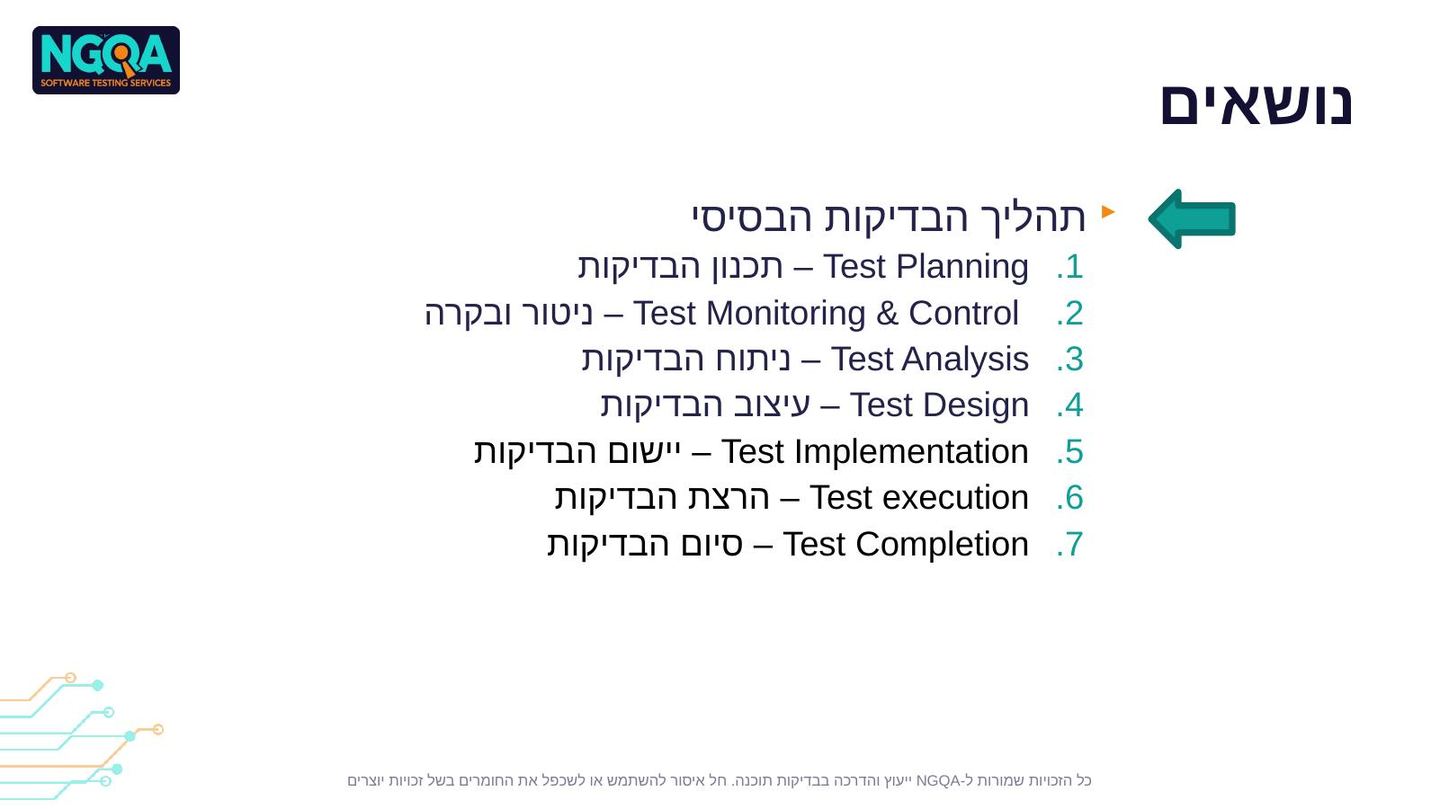 NGQA
SOFTWARE TESTING SERVICES
נושאים
תהליך הבדיקות הבסיסי
1. Test Planning – תכנון הבדיקות
2. Test Monitoring & Control – ניטור ובקרה
3. Test Analysis – ניתוח הבדיקות
4. Test Design – עיצוב הבדיקות
5. Test Implementation – יישום הבדיקות
6. Test execution – הרצת הבדיקות
7. Test Completion – סיום הבדיקות
כל הזכויות שמורות ל-NGQA ייעוץ והדרכה בבדיקות תוכנה. חל איסור להשתמש או לשכפל את החומרים בשל זכויות יוצרים